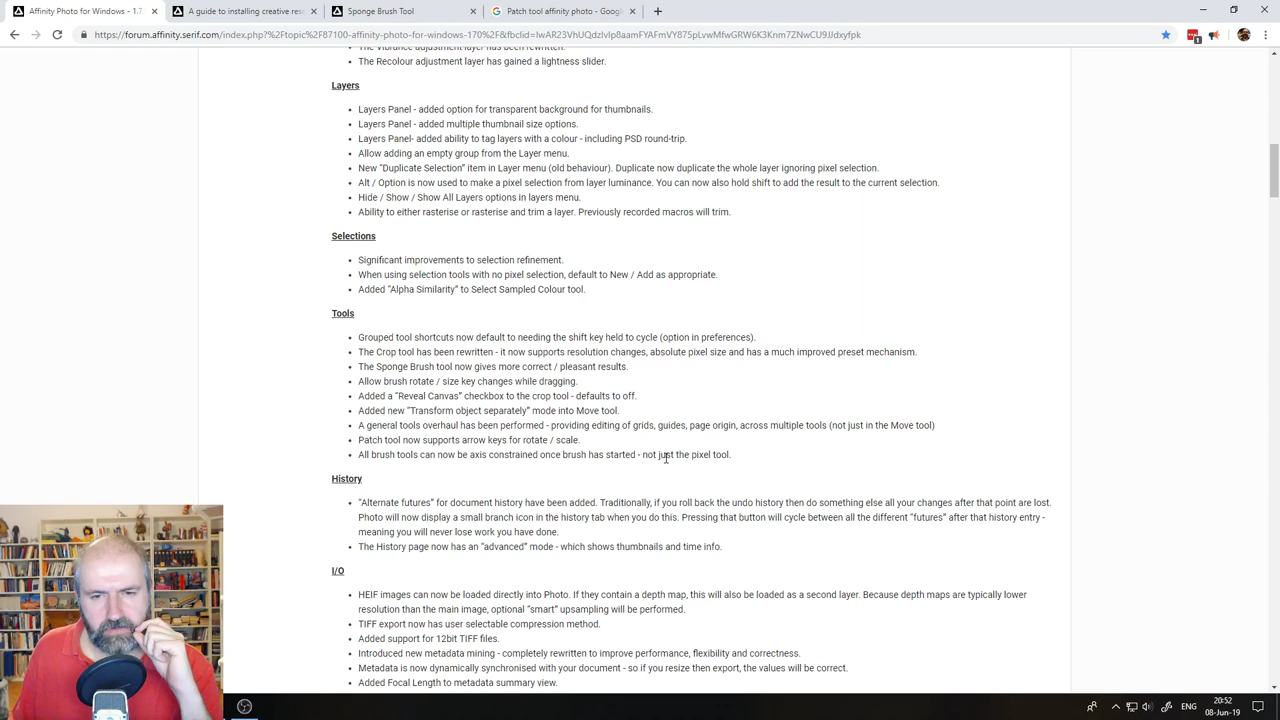 Affinity Photo for Windows - 1.7.
A guide to installing creative res
Sponge Brush Tool
Patch tool affinity photo - Googl
https://forum.affinity.serif.com/index.php?/topic/87100-affinity-photo-for-windows-170/&fbclid=
1
The Vibrance adjustment has been rewritten.
The Recolour adjustment layer has gained a lightness slider.
Layers
Layers Panel - added option for transparent background for thumbnails.
Layers Panel - added multiple thumbnail size options.
Layers Panel- added ability to tag layers with a colour - including PSD round-trip.
Allow adding an empty group from the Layer menu.
New “Duplicate Selection” item in Layer menu (old behaviour). Duplicate now duplicate the whole layer ignoring pixel selection.
Alt / Option is now used to make a pixel selection from layer luminance. You can now also hold shift to add the result to the current selection.
Hide / Show / Show All Layers options in layers menu.
Ability to either rasterise or rasterise and trim a layer. Previously recorded macros will trim.
Selections
Significant improvements to selection refinement.
When using selection tools with no pixel selection, default to New / Add as appropriate.
Added “Alpha Similarity” to Select Sampled Colour tool.
Tools
Grouped tool shortcuts now default to needing the shift key held to cycle (option in preferences).
The Crop tool has been rewritten - it now supports resolution changes, absolute pixel size and has a much improved preset mechanism.
The Sponge Brush tool now gives more correct / pleasant results.
Allow brush rotate / size key changes while dragging.
Added a “Reveal Canvas” checkbox to the crop tool - defaults to off.
Added new “Transform object separately” mode into Move tool.
A general tools overhaul has been performed - providing editing of grids, guides, page origin, across multiple tools (not just in the Move tool)
Patch tool now supports arrow keys for rotate / scale.
All brush tools can now be axis constrained once brush has started - not just the pixel tool.
History
“Alternate futures” for document history have been added. Traditionally, if you roll back the undo history then do something else all your changes after that point are lost.
Photo will now display a small branch icon in the history tab when you do this. Pressing that button will cycle between all the different “futures” after that history entry -
meaning you will never lose work you have done.
The History page now has an “advanced” mode - which shows thumbnails and time info.
I/O
HEIF images can now be loaded directly into Photo. If they contain a depth map, this will also be loaded as a second layer. Because depth maps are typically lower
resolution than the main image, optional “smart” upsampling will be performed.
TIFF export now has user selectable compression method.
Added support for 12bit TIFF files.
Introduced new metadata mining - completely rewritten to improve performance, flexibility and correctness.
Metadata is now dynamically synchronised with your document - so if you resize then export, the values will be correct.
Added Focal Length to metadata summary view.
ENG
20:52
08-Jun-19